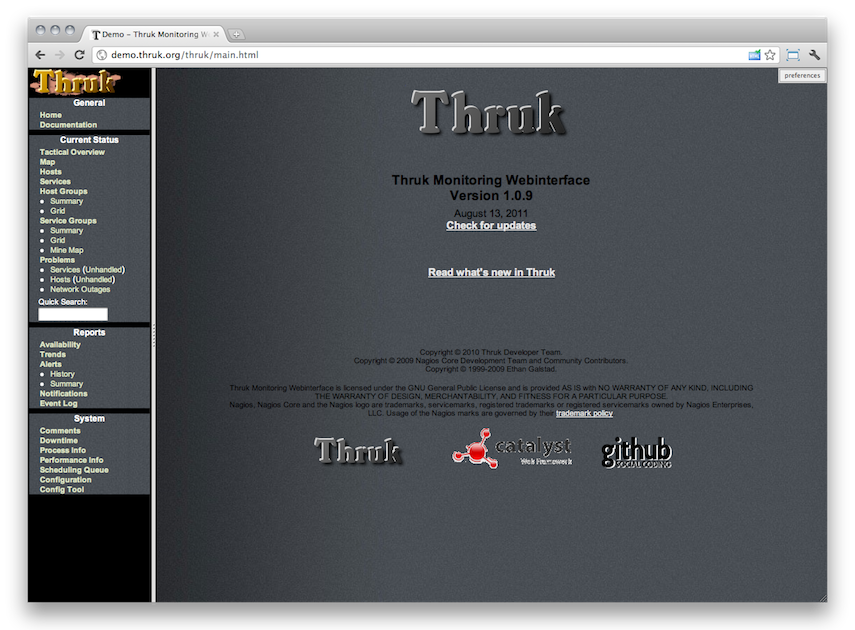 Demo - Thruk Monitoring We
demo.thruk.org/thruk/main.html
preferences
Thruk
General
Home
Documentation
Current Status
Tactical Overview
Map
Hosts
Services
Host Groups
Summary
Grid
Service Groups
Summary
Grid
Mine Map
Problems
Services (Unhandled)
Hosts (Unhandled)
Network Outages
Quick Search:
Reports
Availability
Trends
Alerts
History
Summary
Notifications
Event Log
System
Comments
Downtime
Process Info
Performance Info
Scheduling Queue
Configuration
Config Tool
Thruk
Thruk Monitoring Webinterface
Version 1.0.9
August 13, 2011
Check for updates
Read what's new in Thruk
Copyright © 2010 Thruk Developer Team.
Copyright © 2009 Nagios Core Development Team and Community Contributors.
Copyright © 1999-2009 Ethan Galstad.
Thruk Monitoring Webinterface is licensed under the GNU General Public License and is provided AS IS with NO WARRANTY OF ANY KIND, INCLUDING
THE WARRANTY OF DESIGN, MERCHANTABILITY, AND FITNESS FOR A PARTICULAR PURPOSE.
Nagios, Nagios Core and the Nagios logo are trademarks, servicemarks, registered trademarks or registered servicemarks owned by Nagios Enterprises,
LLC. Usage of the Nagios marks are governed by their trademark policy
Thruk
catalyst
Web Framework
github
SOCIAL CODING